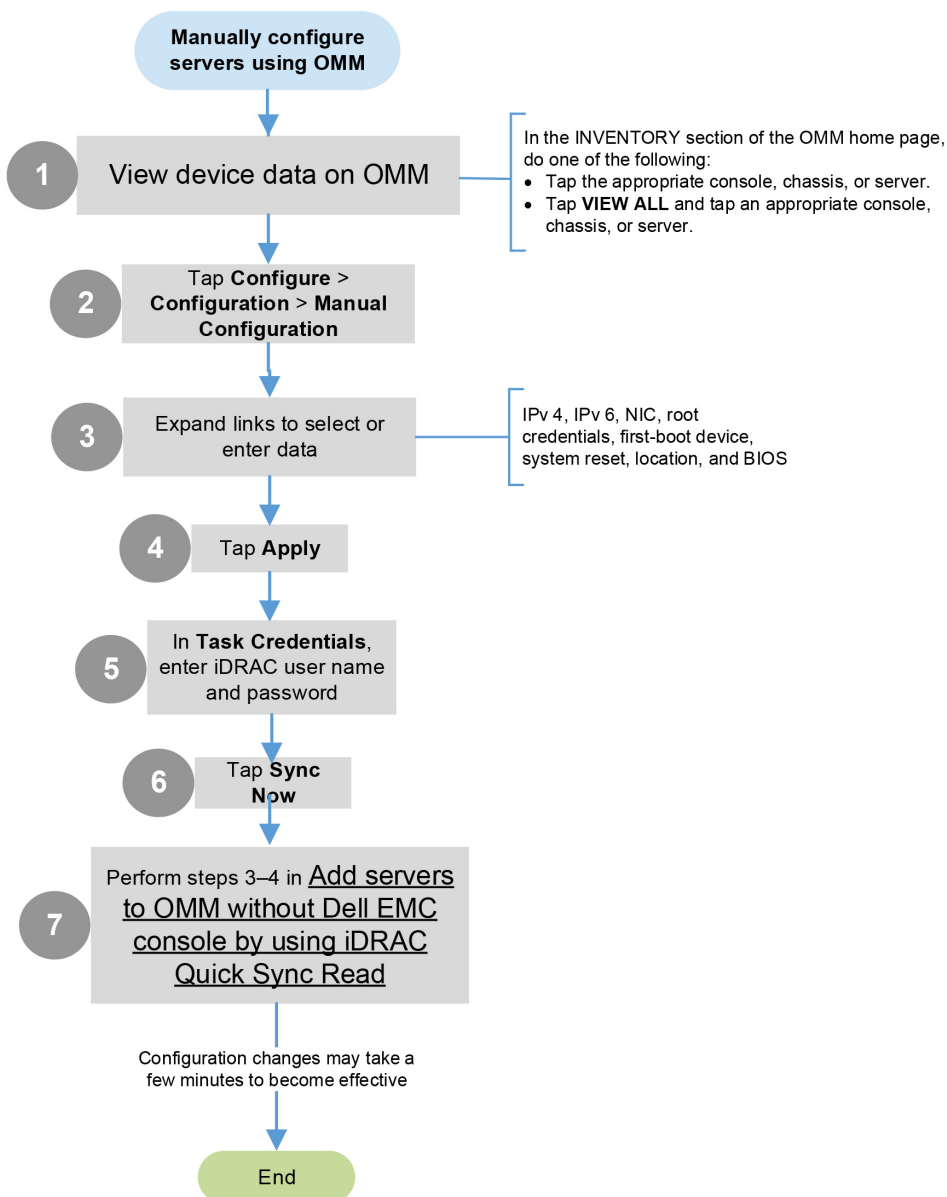 Manually configure
servers using OMM
1
View device data on OMM
In the INVENTORY section of the OMM home page,
do one of the following:
• Tap the appropriate console, chassis, or server.
• Tap VIEW ALL and tap an appropriate console,
chassis, or server.
2
Tap Configure >
Configuration > Manual
Configuration
3
Expand links to select or
enter data
IPv 4, IPv 6, NIC, root
credentials, first-boot device,
system reset, location, and BIOS
4
Tap Apply
5
In Task Credentials,
enter iDRAC user name
and password
6
Tap Sync
Now
7
Perform steps 3–4 in Add servers
to OMM without Dell EMC
console by using iDRAC
Quick Sync Read
Configuration changes may take a
few minutes to become effective
End